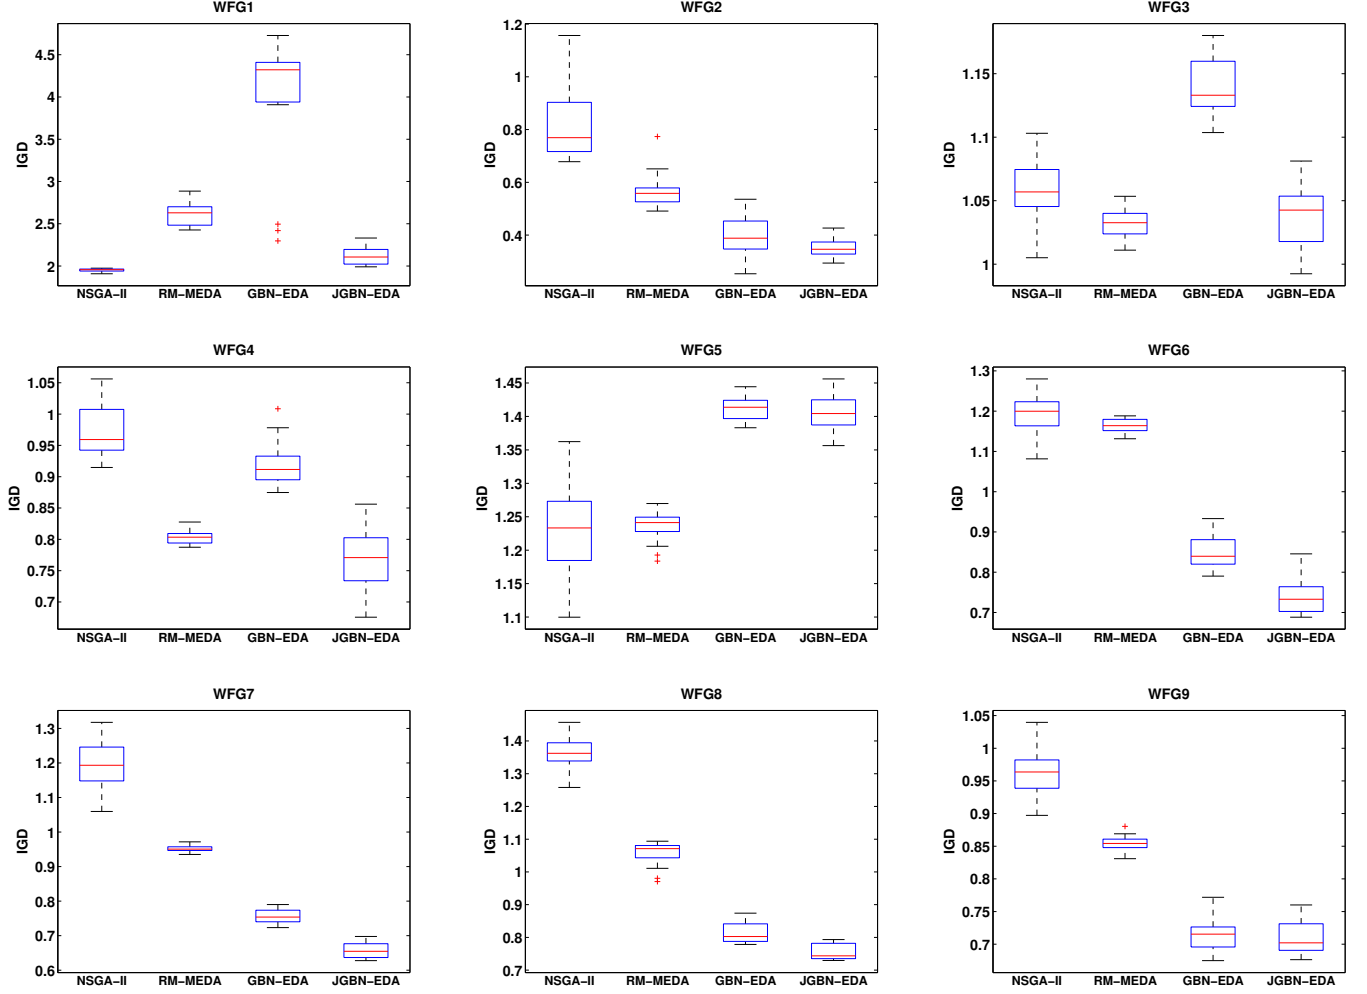 WFG1
4.5
4
3.5
3
2.5
2
IGD
NSGA-II RM-MEDA GBN-EDA JGBN-EDA
WFG2
1.2
1
0.8
0.6
0.4
IGD
NSGA-II RM-MEDA GBN-EDA JGBN-EDA
WFG3
1.15
1.1
1.05
1
IGD
NSGA-II RM-MEDA GBN-EDA JGBN-EDA
WFG4
1.05
1
0.95
0.9
0.85
0.8
0.75
0.7
IGD
NSGA-II RM-MEDA GBN-EDA JGBN-EDA
WFG5
1.45
1.4
1.35
1.3
1.25
1.2
1.15
1.1
IGD
NSGA-II RM-MEDA GBN-EDA JGBN-EDA
WFG6
1.3
1.2
1.1
1
0.9
0.8
0.7
IGD
NSGA-II RM-MEDA GBN-EDA JGBN-EDA
WFG7
1.3
1.2
1.1
1
0.9
0.8
0.7
0.6
IGD
NSGA-II RM-MEDA GBN-EDA JGBN-EDA
WFG8
1.4
1.3
1.2
1.1
1
0.9
0.8
0.7
IGD
NSGA-II RM-MEDA GBN-EDA JGBN-EDA
WFG9
1.05
1
0.95
0.9
0.85
0.8
0.75
0.7
IGD
NSGA-II RM-MEDA GBN-EDA JGBN-EDA